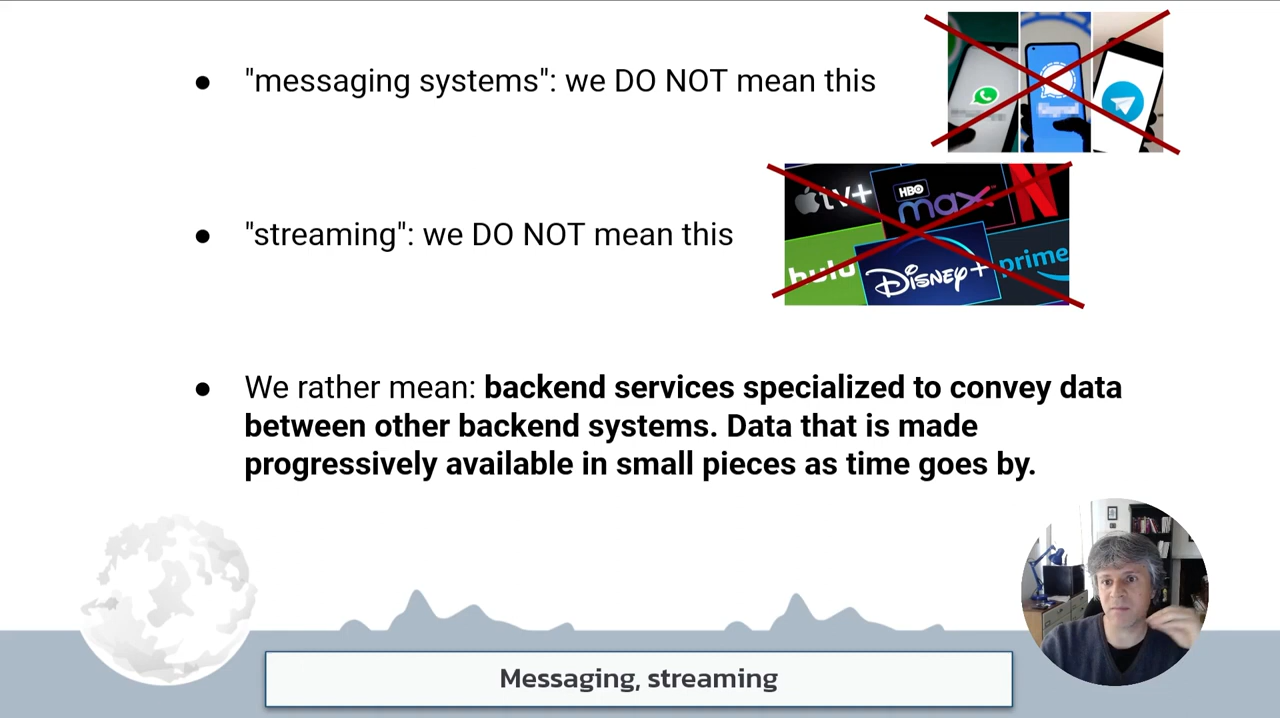 ● "messaging systems": we DO NOT mean this
tv+
HBO
max
N
hulu
Disney+
prime
● "streaming": we DO NOT mean this
● We rather mean: backend services specialized to convey data
between other backend systems. Data that is made
progressively available in small pieces as time goes by.
Messaging, streaming